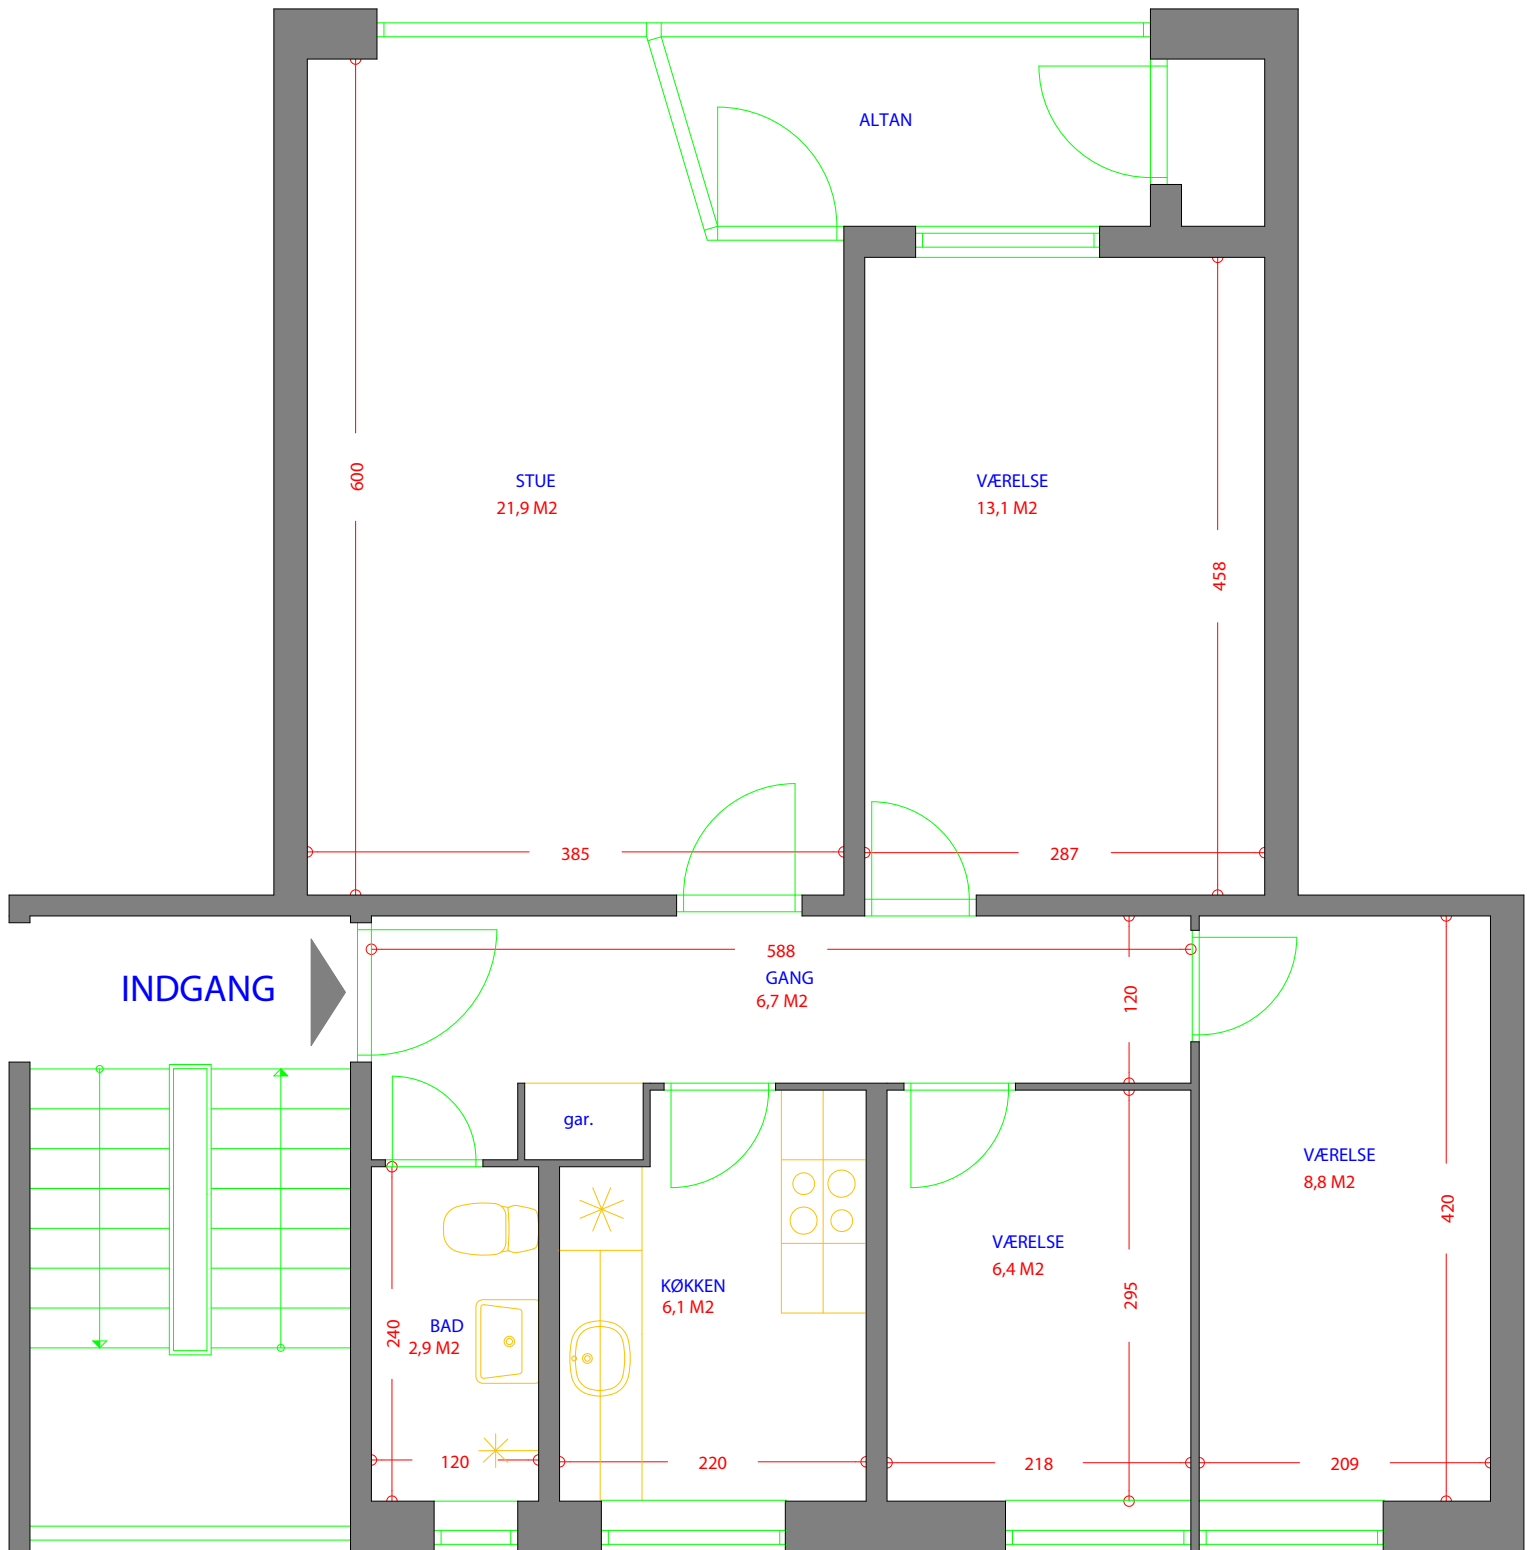 ALTAN
600
STUE
21,9 M2
VÆRELSE
13,1 M2
458
385
287
INDGANG
588
GANG
6,7 M2
120
gar.
VÆRELSE
8,8 M2
420
VÆRELSE
6,4 M2
295
KØKKEN
6,1 M2
BAD
2,9 M2
240
120
220
218
209